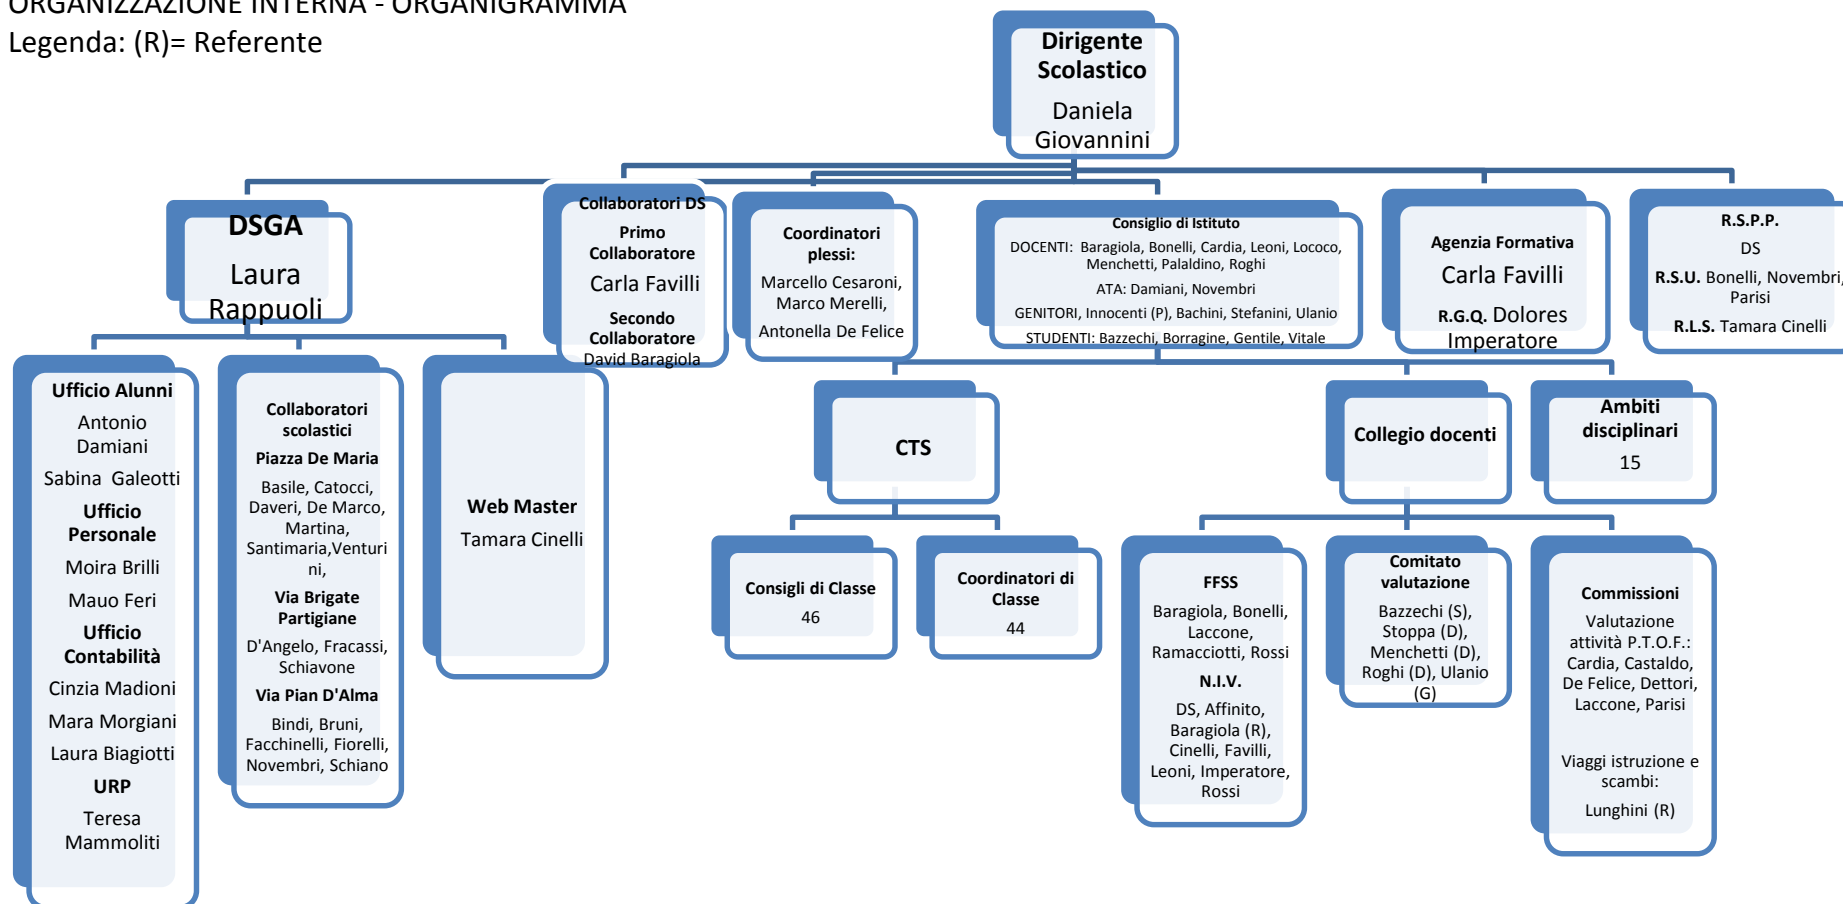 ORGANIZZAZIONE INTERNA - ORGANIGRAMMA
Legenda: (R)= Referente
Dirigente
Scolastico
Daniela
Giovannini
DSGA
Laura
Rappuoli
Collaboratori DS
Primo
Collaboratore
Carla Favilli
Secondo
Collaboratore
David Baragiola
Coordinatori
plessi:
Marcello Cesaroni,
Marco Merelli,
Antonella De Felice
Consiglio di Istituto
DOCENTI: Baragiola, Bonelli, Cardia, Leoni, Lococo,
Menchetti, Palaldino, Roghi
ATA: Damiani, Novembri
GENITORI, Innocenti (P), Bachini, Stefanini, Ulanio
STUDENTI: Bazzechi, Borragine, Gentile, Vitale
Agenzia Formativa
Carla Favilli
R.G.Q. Dolores
Imperatore
R.S.P.P.
DS
R.S.U. Bonelli, Novembri,
Parisi
R.L.S. Tamara Cinelli
Ufficio Alunni
Antonio
Damiani
Sabina Galeotti
Ufficio
Personale
Moira Brilli
Mauo Feri
Ufficio
Contabilità
Cinzia Madioni
Mara Morgiani
Laura Biagiotti
URP
Teresa
Mammoliti
Collaboratori
scolastici
Piazza De Maria
Basile, Catocci,
Daveri, De Marco,
Martina,
Santimaria,Venturi
ni,
Via Brigate
Partigiane
D'Angelo, Fracassi,
Schiavone
Via Pian D'Alma
Bindi, Bruni,
Facchinelli, Fiorelli,
Novembri, Schiano
Web Master
Tamara Cinelli
CTS
Collegio docenti
Ambiti
disciplinari
15
Consigli di Classe
46
Coordinatori di
Classe
44
FFSS
Baragiola, Bonelli,
Laccone,
Ramacciotti, Rossi
N.I.V.
DS, Affinito,
Baragiola (R),
Cinelli, Favilli,
Leoni, Imperatore,
Rossi
Comitato
valutazione
Bazzechi (S),
Stoppa (D),
Menchetti (D),
Roghi (D), Ulanio
(G)
Commissioni
Valutazione
attività P.T.O.F.:
Cardia, Castaldo,
De Felice, Dettori,
Laccone, Parisi
Viaggi istruzione e
scambi:
Lunghini (R)